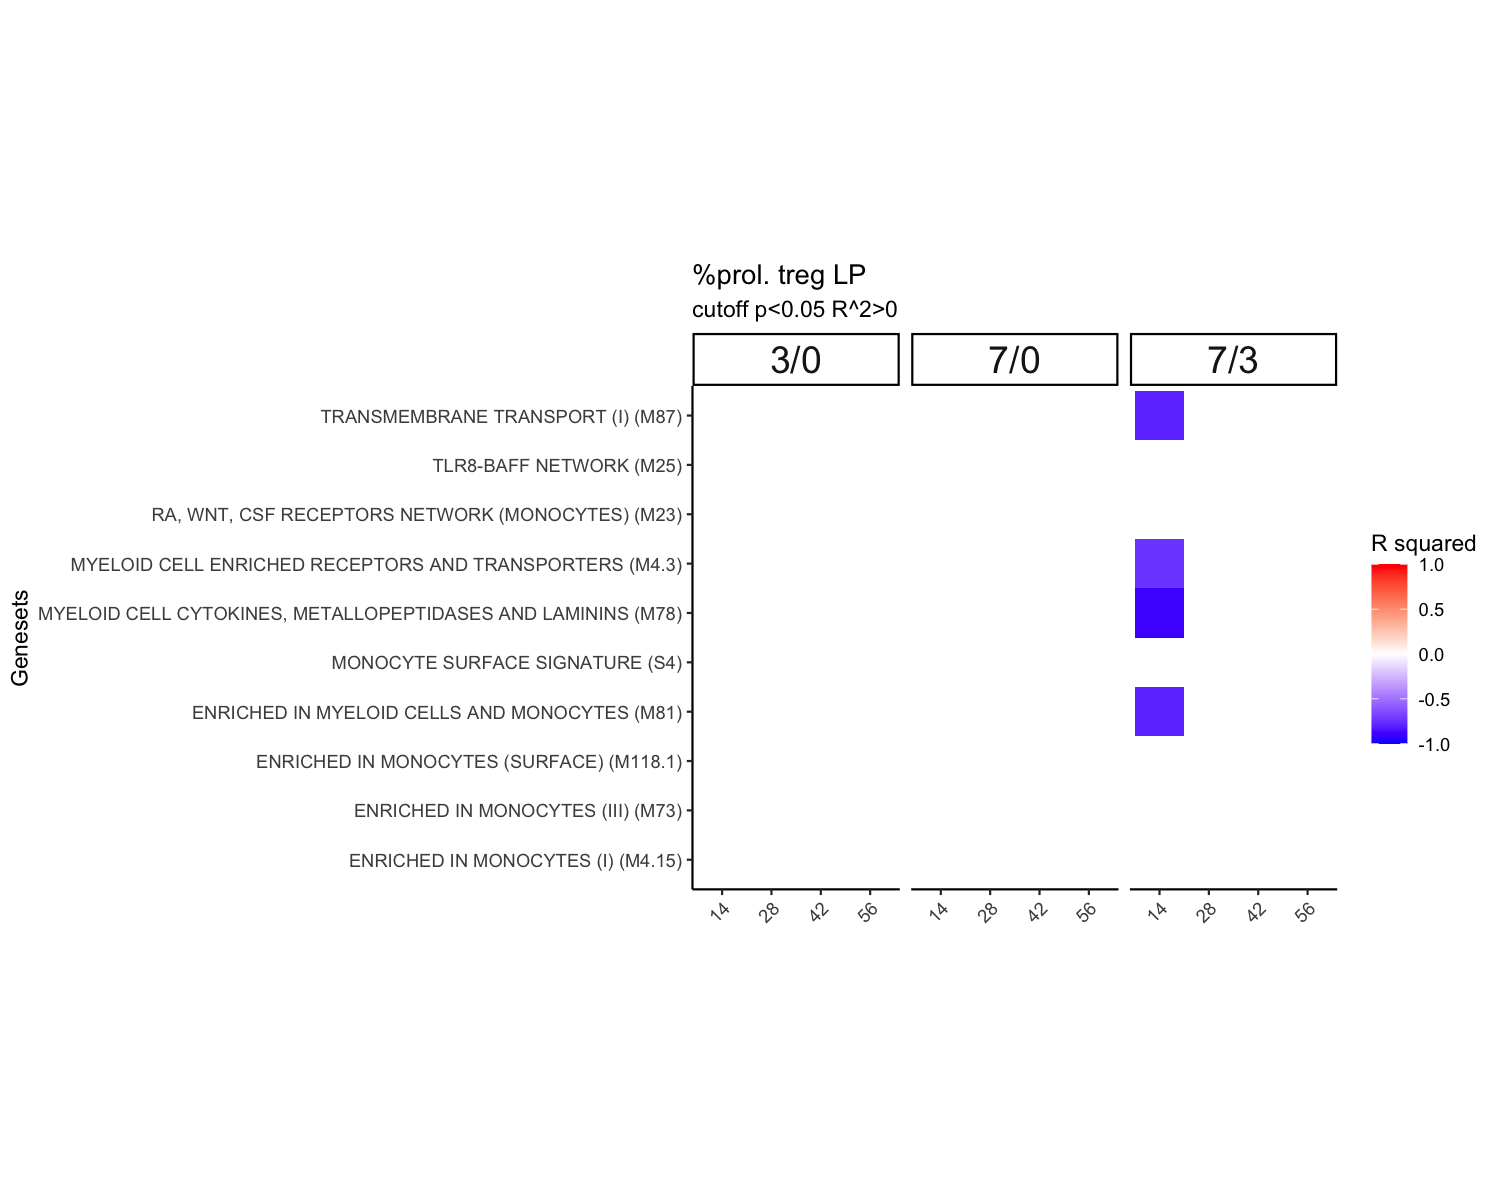 %prol. treg LP
cutoff p<0.05 R^2>0
3/0 7/0 7/3
TRANSMEMBRANE TRANSPORT (I) (M87)
TLR8-BAFF NETWORK (M25)
RA, WNT, CSF RECEPTORS NETWORK (MONOCYTES) (M23)
MYELOID CELL ENRICHED RECEPTORS AND TRANSPORTERS (M4.3)
MYELOID CELL CYTOKINES, METALLOPEPTIDASES AND LAMININS (M78)
MONOCYTE SURFACE SIGNATURE (S4)
ENRICHED IN MYELOID CELLS AND MONOCYTES (M81)
ENRICHED IN MONOCYTES (SURFACE) (M118.1)
ENRICHED IN MONOCYTES (III) (M73)
ENRICHED IN MONOCYTES (I) (M4.15)
Genesets
14 28 42 56 14 28 42 56 14 28 42 56
R squared
1.0
0.5
0.0
-0.5
-1.0